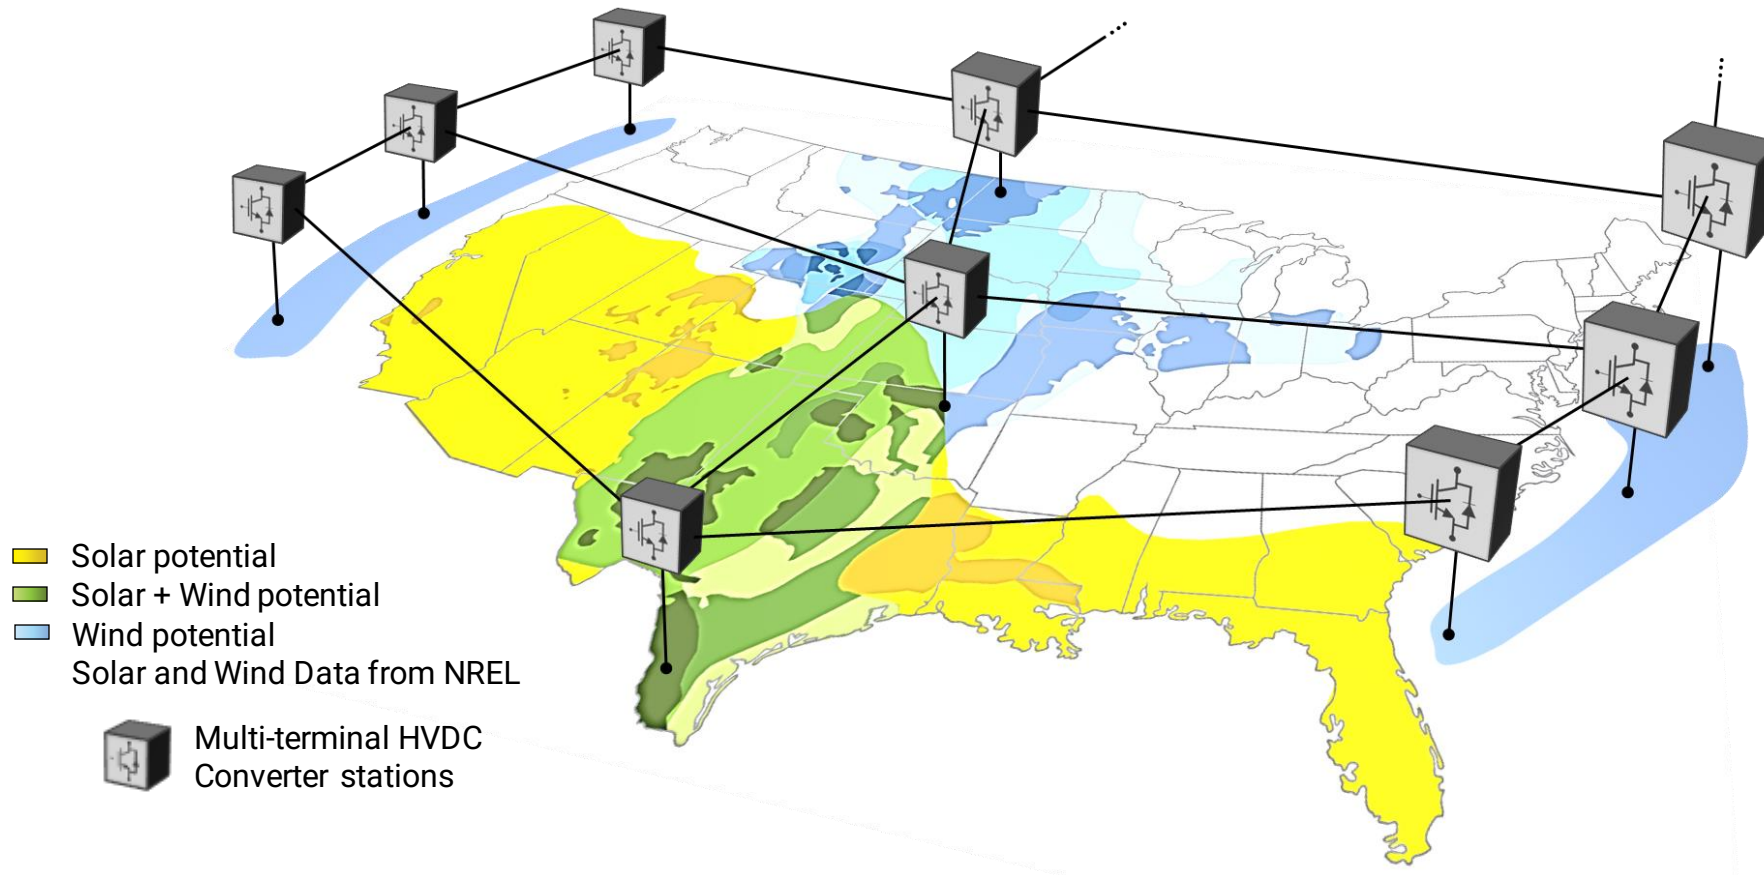 Solar potential
Solar + Wind potential
Wind potential
Solar and Wind Data from NREL
Multi-terminal HVDC
Converter stations